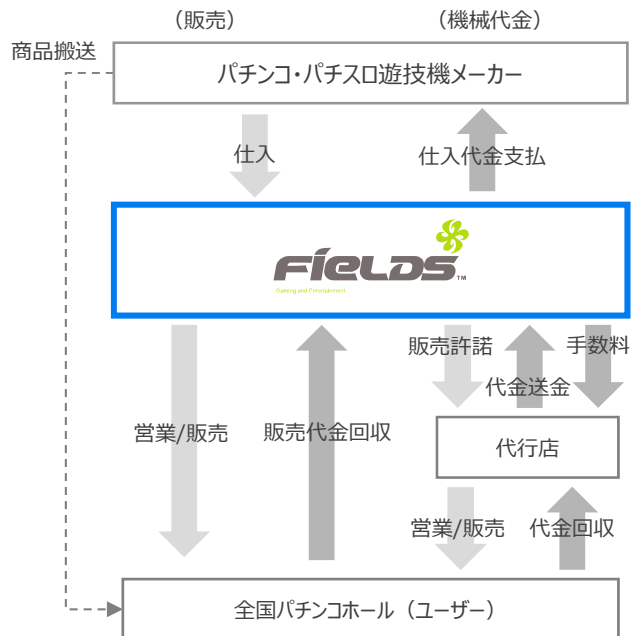 （販売）
（機械代金）
商品搬送
パチンコ・パチスロ遊技機メーカー
仕入
仕入代金支払
FIELDS™
Gaming and Entertainment
販売許諾
手数料
代金送金
営業/販売
販売代金回収
代行店
営業/販売
代金回収
全国パチンコホール（ユーザー）